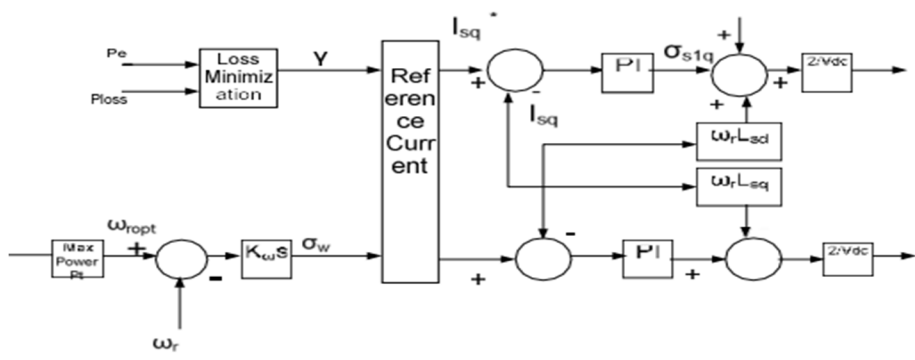 Pe
Ploss
Loss
Minimiz
ation
γ
Ref
eren
ce
Curr
ent
Isq *
+
-
Isq
PI
σs1q
+
+
+
2/Vdc
ωrLsd
ωrLsq
Max
Power
Pt
ωropt
+
-
ωr
Kωs
σw
+
-
PI
+
2/Vdc